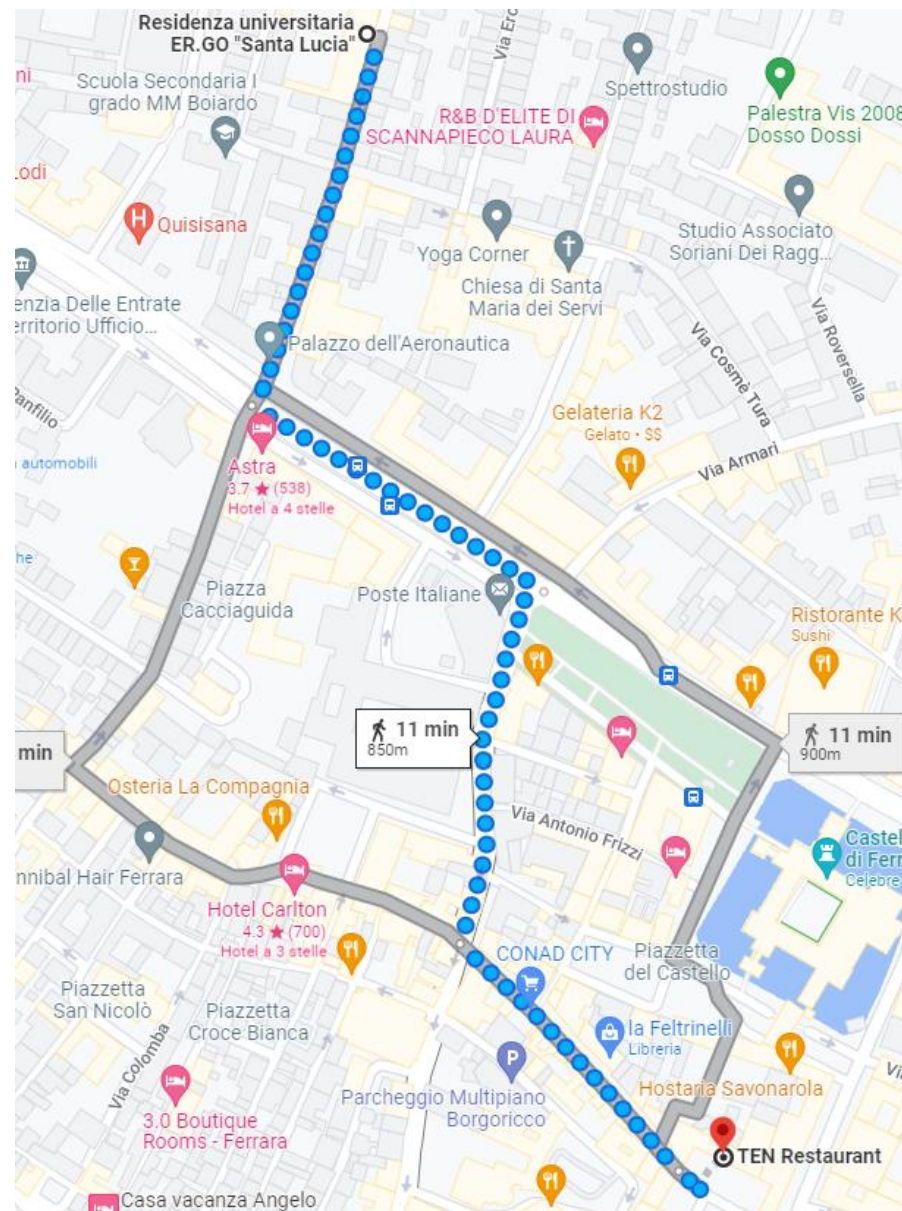 Residenza universitaria
ER.GO "Santa Lucia"
Via Erc
Scuola Secondaria I
grado MM Boiardo
Spettrostudio
R&B D'ELITE DI
SCANNAPIECO LAURA
Palestra Vis 2008
Dosso Dossi
H Quisisana
Yoga Corner
Studio Associato
Soriani Dei Ragg...
Chiesa di Santa
Maria dei Servi
enzia Delle Entrate
erritorio Ufficio...
Palazzo dell'Aeronautica
Via Roversella
Via Cosmè Tura
Panfilio
Gelateria K2
Gelato · $$
Via Armari
automobili
Astra
3.7 ★ (538)
Hotel a 4 stelle
he
Piazza
Cacciaguida
Poste Italiane
Ristorante K
Sushi
min
11 min
850m
11 min
900m
Osteria La Compagnia
Via Antonio Frizzi
Castel
di Ferr
Celebre
nnibal Hair Ferrara
Hotel Carlton
4.3 ★ (700)
Hotel a 3 stelle
CONAD CITY
Piazzetta
del Castello
Piazzetta
San Nicolò
Piazzetta
Croce Bianca
la Feltrinelli
Libreria
Via Colomba
P
Parcheggio Multipiano
Borgoricco
Hostaria Savonarola
3.0 Boutique
Rooms - Ferrara
TEN Restaurant
Casa vacanza Angelo